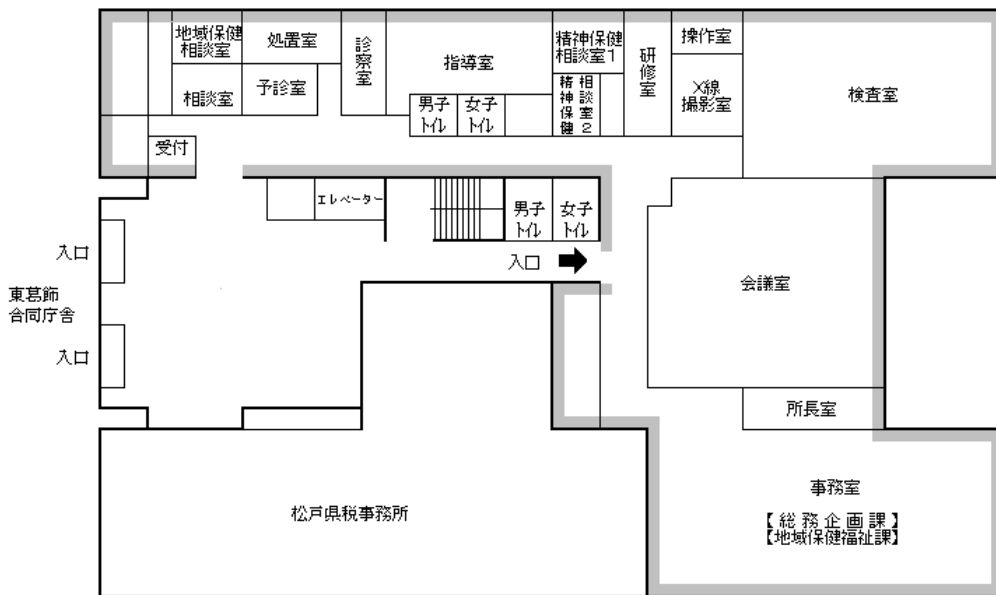 地域保健
相談室
処置室
診察室
指導室
精神保健
相談室1
研修室
操作室
検査室
相談室
予診室
男子
トイレ
女子
トイレ
精神保健
相談室2
X線
撮影室
受付
エレベーター
男子
トイレ
女子
トイレ
入口
入口
会議室
東葛飾
合同庁舎
入口
所長室
松戸県税事務所
事務室
【総務企画課】
【地域保健福祉課】